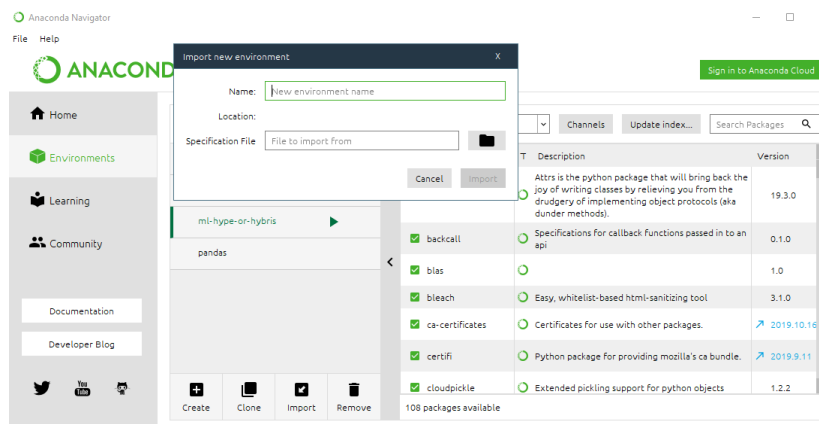 Anaconda Navigator
File Help
ANACOND
Sign in to Anaconda Cloud
Import new environment X
Name: New environment name
Location:
Specification File File to import from
Cancel Import
Home
Environments
Learning
Community
Documentation
Developer Blog
You Tube
ml-hype-or-hybris
pandas
Create Clone Import Remove
Channels Update index... Search Packages
T Description Version
Attrs is the python package that will bring back the
joy of writing classes by relieving you from the
drudgery of implementing object protocols (aka
dunder methods).
19.3.0
backcall Specifications for callback functions passed in to an
api
0.1.0
blas 1.0
bleach Easy, whitelist-based html-sanitizing tool 3.1.0
ca-certificates Certificates for use with other packages. 2019.10.16
certifi Python package for providing mozilla's ca bundle. 2019.9.11
cloudpickle Extended pickling support for python objects 1.2.2
108 packages available